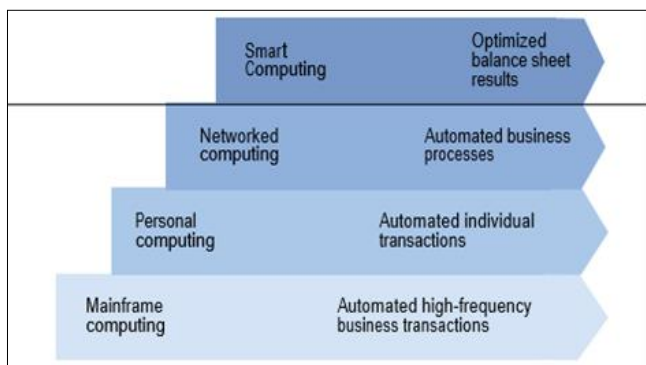 Smart
Computing
Optimized
balance sheet
results
Networked
computing
Automated business
processes
Personal
computing
Automated individual
transactions
Mainframe
computing
Automated high-frequency
business transactions